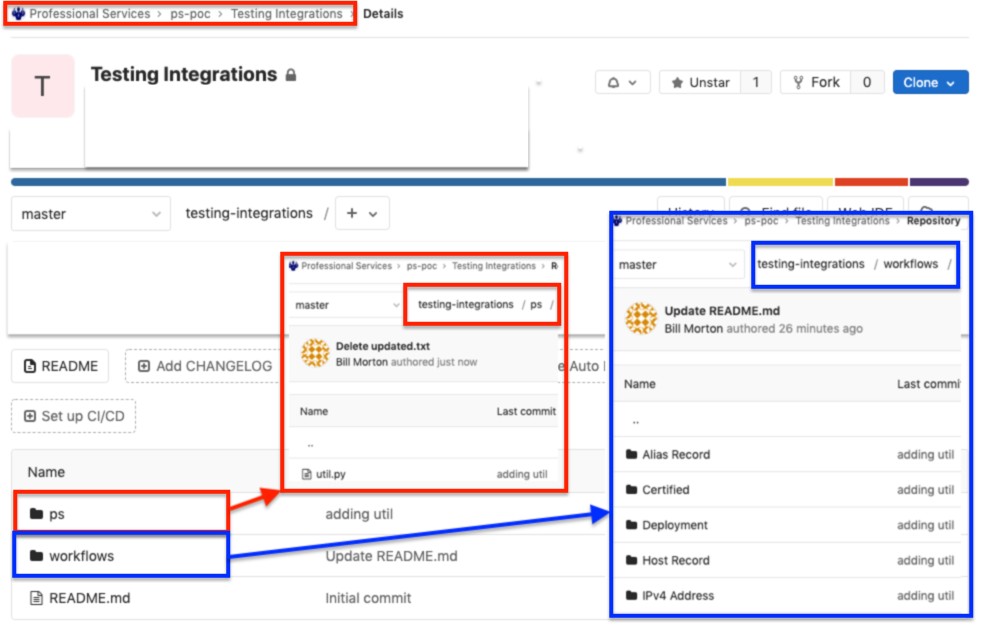 Professional Services > ps-poc > Testing Integrations > Details
T
Testing Integrations
Unstar 1
Fork 0
Clone
master
testing-integrations / +
History
Find file
Web IDE
Professional Services > ps-poc > Testing Integrations > Repository
master
testing-integrations / workflows /
Update README.md
Bill Morton authored 26 minutes ago
Name Last commi
..
Alias Record adding util
Certified adding util
Deployment adding util
Host Record adding util
IPv4 Address adding util
Professional Services > ps-poc > Testing Integrations > R
master
testing-integrations / ps /
Delete updated.txt
Bill Morton authored just now
Name Last commit
..
util.py adding util
README
Add CHANGELOG
e Auto
Set up CI/CD
Name
ps adding util
workflows Update README.md
README.md Initial commit